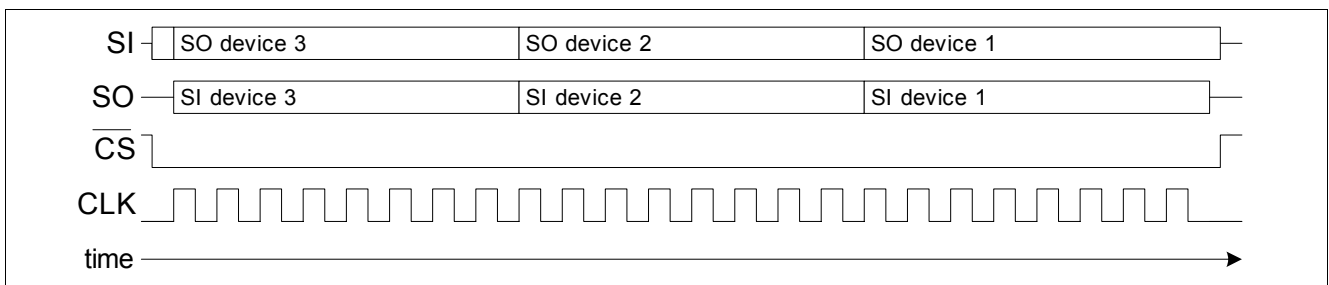 SI SO device 3 SO device 2 SO device 1
SO SI device 3 SI device 2 SI device 1
CS
CLK
time